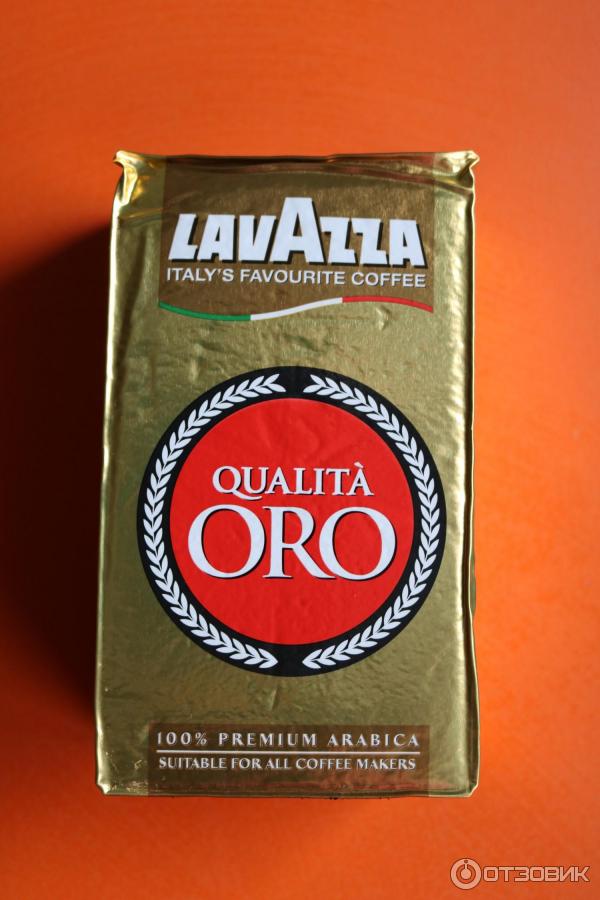 LAVAZZA
ITALY'S FAVOURITE COFFEE
QUALITÀ
ORO
100% PREMIUM ARABICA
SUITABLE FOR ALL COFFEE MAKERS
ОТЗОВИК